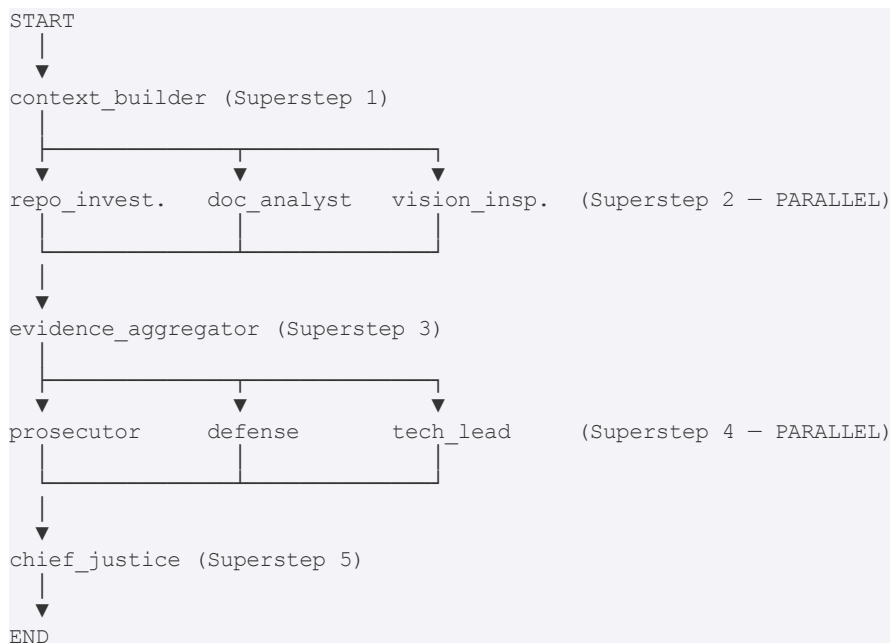 START
context_builder (Superstep 1)
repo_invest. doc_analyst vision_insp. (Superstep 2 — PARALLEL)
evidence_aggregator (Superstep 3)
prosecutor defense tech_lead (Superstep 4 — PARALLEL)
chief_justice (Superstep 5)
END